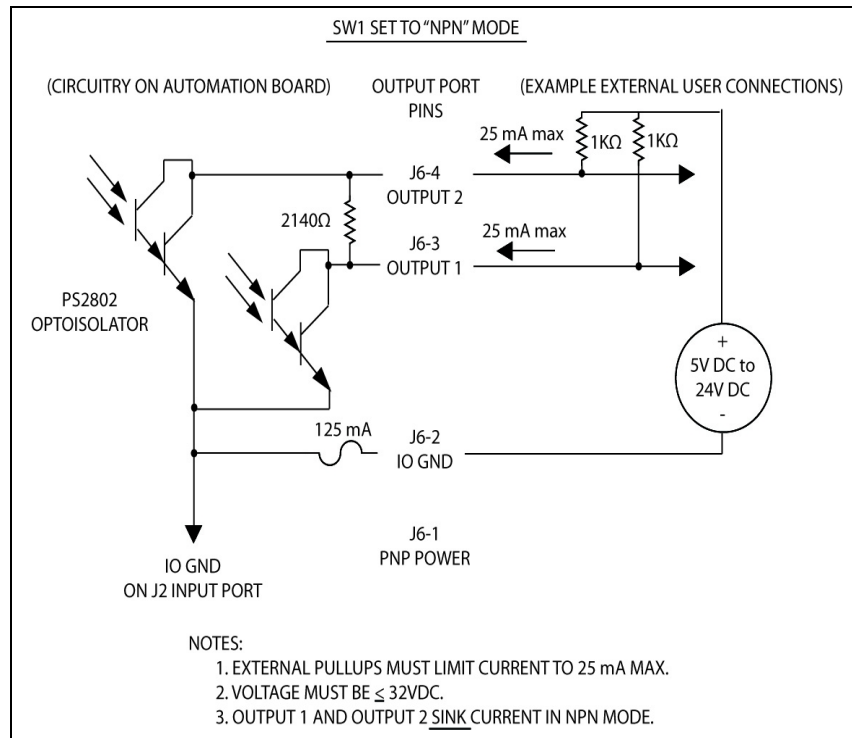 SW1 SET TO “NPN” MODE
(CIRCUITRY ON AUTOMATION BOARD)
OUTPUT PORT
PINS
(EXAMPLE EXTERNAL USER CONNECTIONS)
25 mA max
1KΩ
1KΩ
J6-4
OUTPUT 2
2140Ω
J6-3
OUTPUT 1
25 mA max
PS2802
OPTOISOLATOR
+
5V DC to
24V DC
-
125 mA
J6-2
IO GND
J6-1
PNP POWER
IO GND
ON J2 INPUT PORT
NOTES:
1. EXTERNAL PULLUPS MUST LIMIT CURRENT TO 25 mA MAX.
2. VOLTAGE MUST BE ≤ 32VDC.
3. OUTPUT 1 AND OUTPUT 2 SINK CURRENT IN NPN MODE.